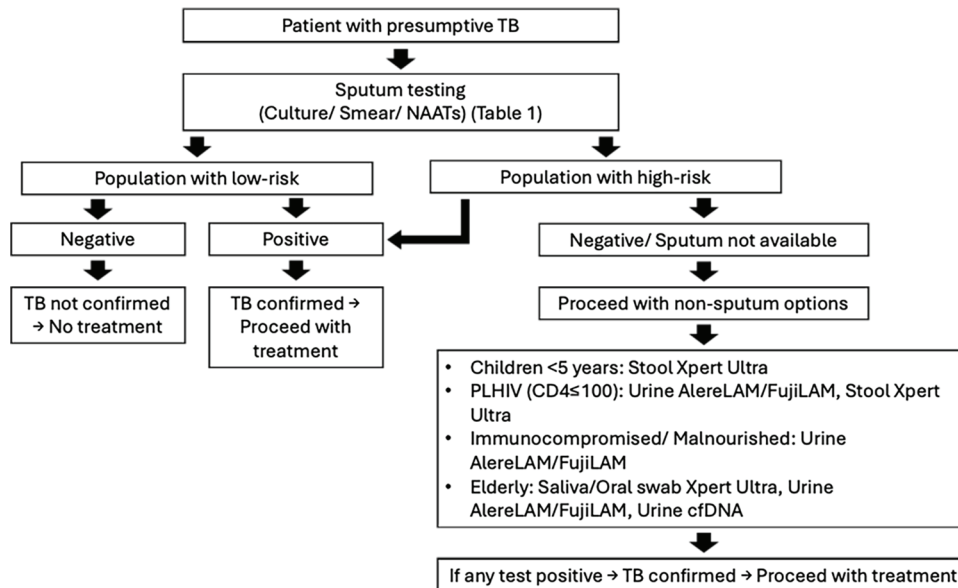 Patient with presumptive TB
Sputum testing
(Culture/ Smear/ NAATs) (Table 1)
Population with low-risk
Population with high-risk
Negative
Positive
Negative/ Sputum not available
TB not confirmed
→ No treatment
TB confirmed →
Proceed with
treatment
Proceed with non-sputum options
• Children <5 years: Stool Xpert Ultra
• PLHIV (CD4≤100): Urine AlereLAM/FujiLAM, Stool Xpert
Ultra
• Immunocompromised/ Malnourished: Urine
AlereLAM/FujiLAM
• Elderly: Saliva/Oral swab Xpert Ultra, Urine
AlereLAM/FujiLAM, Urine cfDNA
If any test positive → TB confirmed → Proceed with treatment